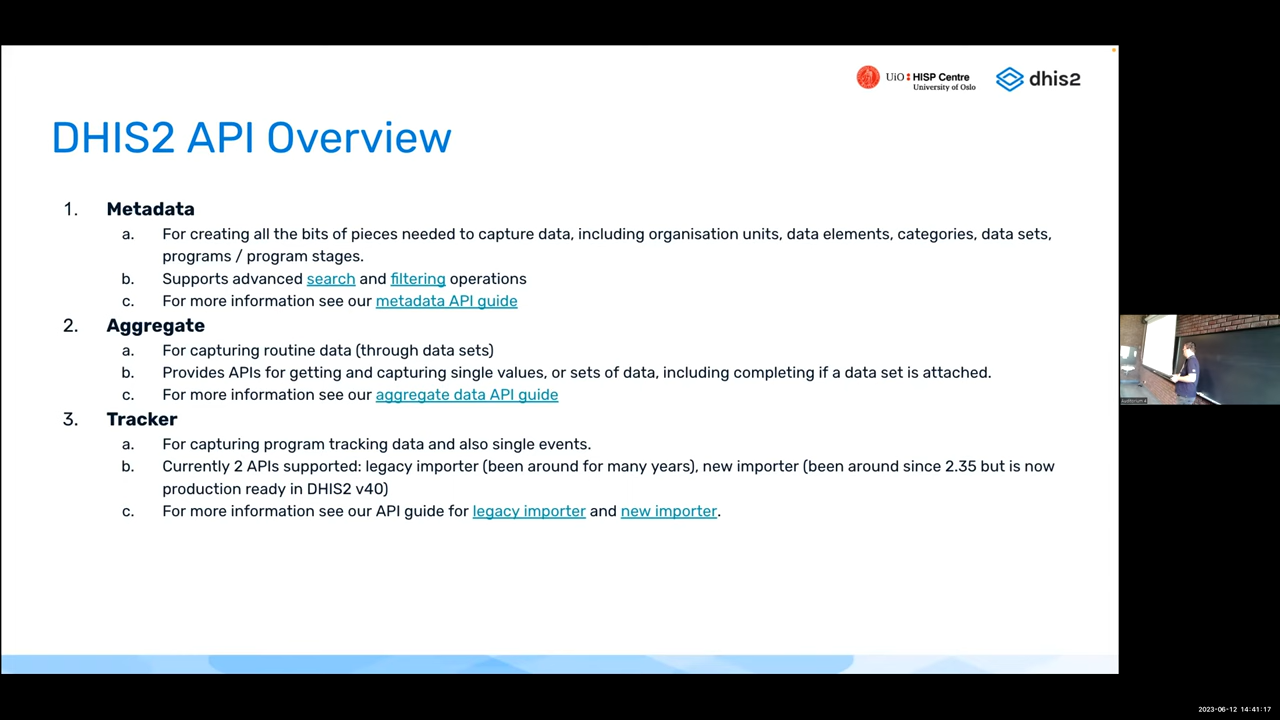 UiO HISP Centre
University of Oslo
dhis2
DHIS2 API Overview
1. Metadata
a. For creating all the bits of pieces needed to capture data, including organisation units, data elements, categories, data sets,
programs / program stages.
b. Supports advanced search and filtering operations
c. For more information see our metadata API guide
2. Aggregate
a. For capturing routine data (through data sets)
b. Provides APIs for getting and capturing single values, or sets of data, including completing if a data set is attached.
c. For more information see our aggregate data API guide
3. Tracker
a. For capturing program tracking data and also single events.
b. Currently 2 APIs supported: legacy importer (been around for many years), new importer (been around since 2.35 but is now
production ready in DHIS2 v40)
c. For more information see our API guide for legacy importer and new importer.
2023-06-12 14:41:17